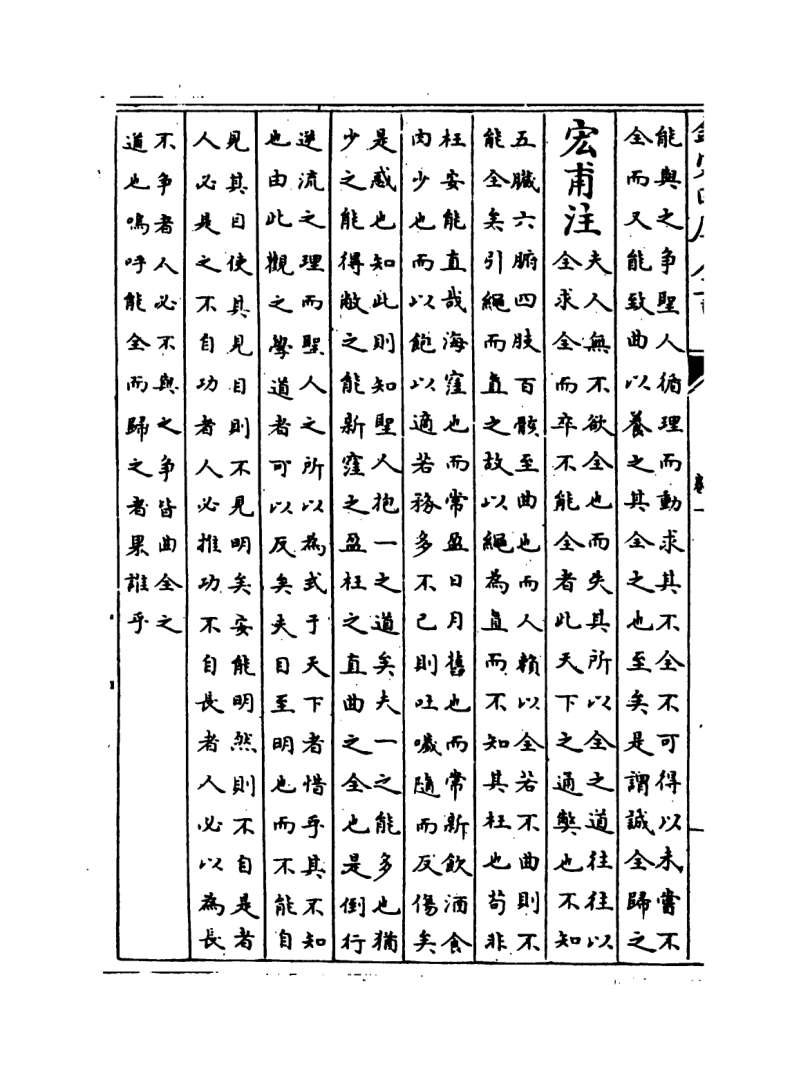 能與之爭聖人循理而動求其不全不可得以未嘗不
全而又能致曲以養之其全之也至矣是謂誠全歸之
宏甫注
夫人無不欲全也而失其所以全之道往往以
全求全而卒不能全者此天下之通弊也不知
五臟六腑四肢百骸至曲也而人賴以全若不曲則不
能全矣引繩而直之故以繩為直而不知其枉也苟非
枉安能直哉海窪也而常盈日月舊也而常新飲酒食
肉少也而以飽以適若務多不已則吐噦隨而反傷矣
是惑也知此則知聖人抱一之道矣夫一之能多也猶
少之能得敝之能新窪之盈枉之直曲之全也是倒行
逆流之理而聖人之所以為式于天下者惜乎其不知
也由此觀之學道者可以反矣夫目至明也而不能自
見其目使其見目則不見明矣安能明然則不自是者
人必是之不自功者人必推功不自長者人必以為長
不爭者人必不與之爭皆曲全之
道也嗚呼能全而歸之者果誰乎